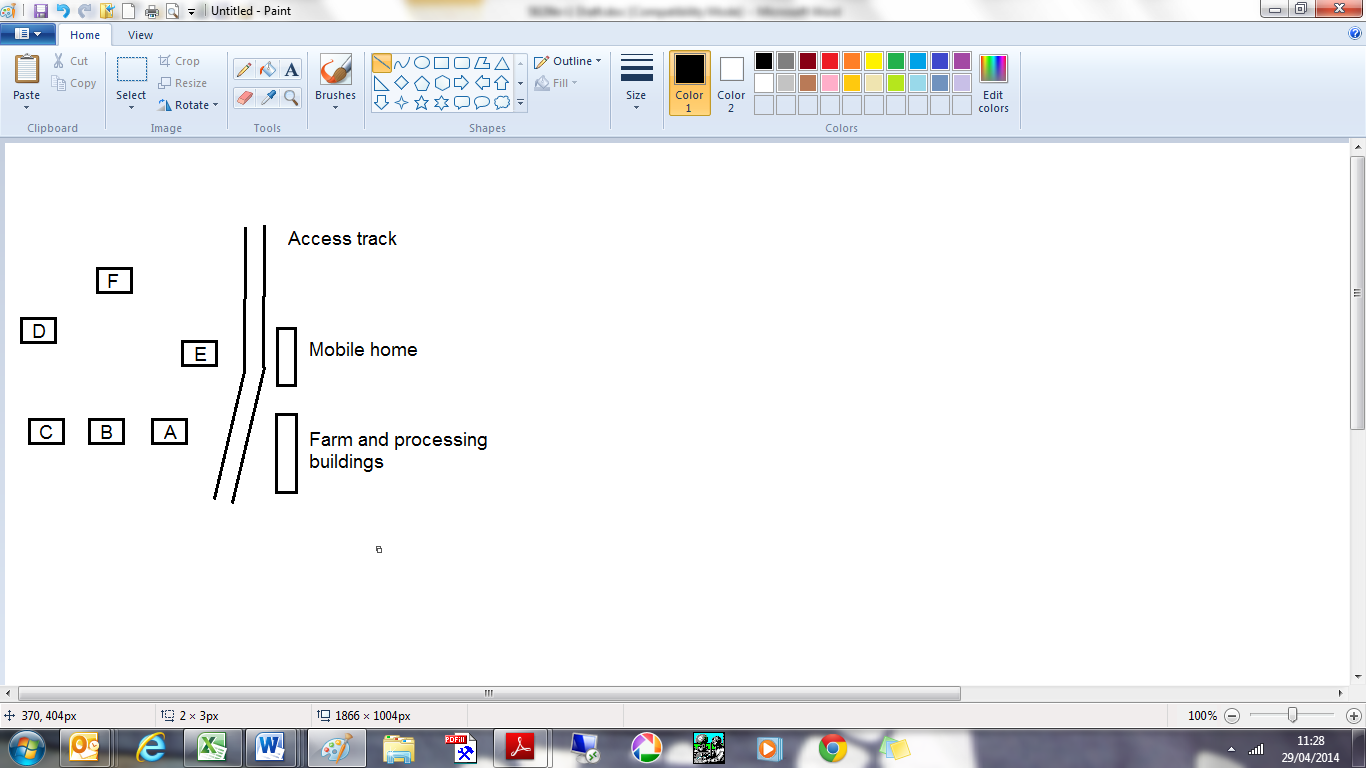 Untitled - Paint
Home View
Paste
Cut
Copy
Clipboard
Select
Crop
Resize
Rotate
Image
A
Tools
Brushes
Outline
Fill
Shapes
Size
Color
1
Color
2
Edit
colors
Colors
Access track
F
D
E
Mobile home
C B A
Farm and processing
buildings
370, 404px
2 × 3px
1866 × 1004px
100%
PDFill
11:28
29/04/2014